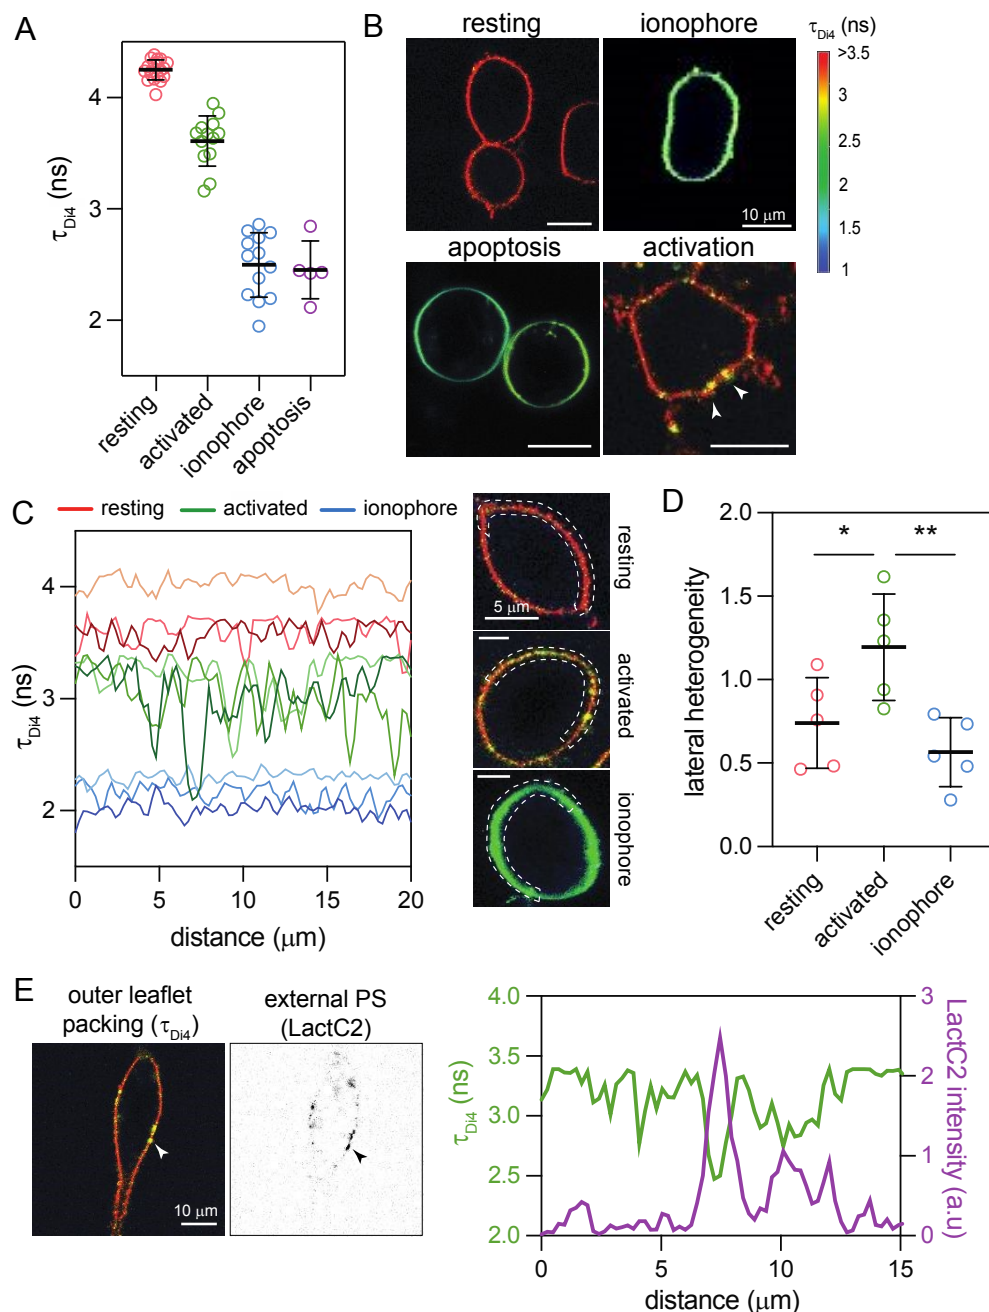 A
τDi4 (ns)
4
3
2
resting
activated
ionophore
apoptosis
B
resting
ionophore
10 μm
apoptosis
activation
τDi4 (ns)
>3.5
3
2.5
2
1.5
1
C
resting
activated
ionophore
τDi4 (ns)
4
3
2
0
5
10
15
20
distance (μm)
5 μm
resting
activated
ionophore
D
lateral heterogeneity
2.0
1.5
1.0
0.5
0.0
*
**
resting
activated
ionophore
E
outer leaflet
packing (τDi4)
10 μm
external PS
(LactC2)
τDi4 (ns)
4.0
3.5
3.0
2.5
2.0
3
2
1
0
LactC2 intensity (a.u)
0
5
10
15
distance (μm)